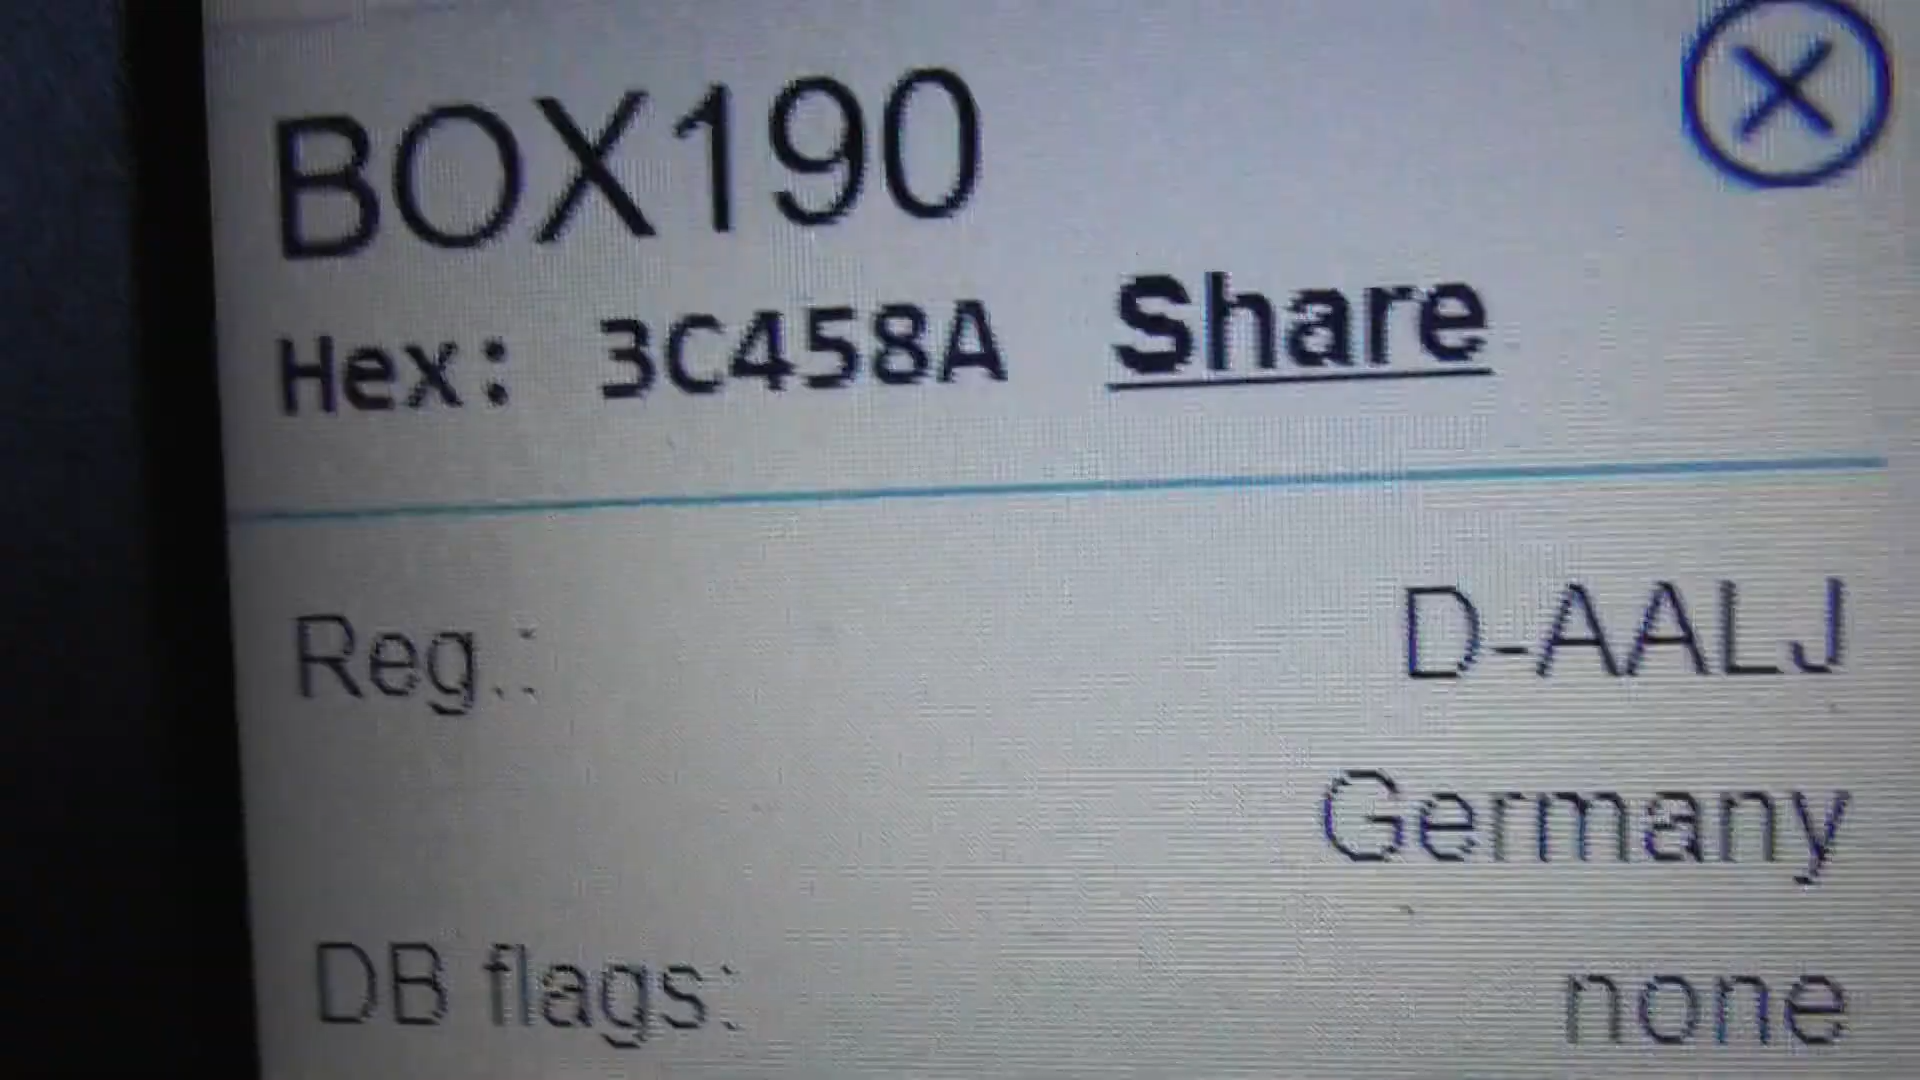 BOX190
Hex: 3C458A Share
Reg.: D-AALJ
Germany
DB flags: none